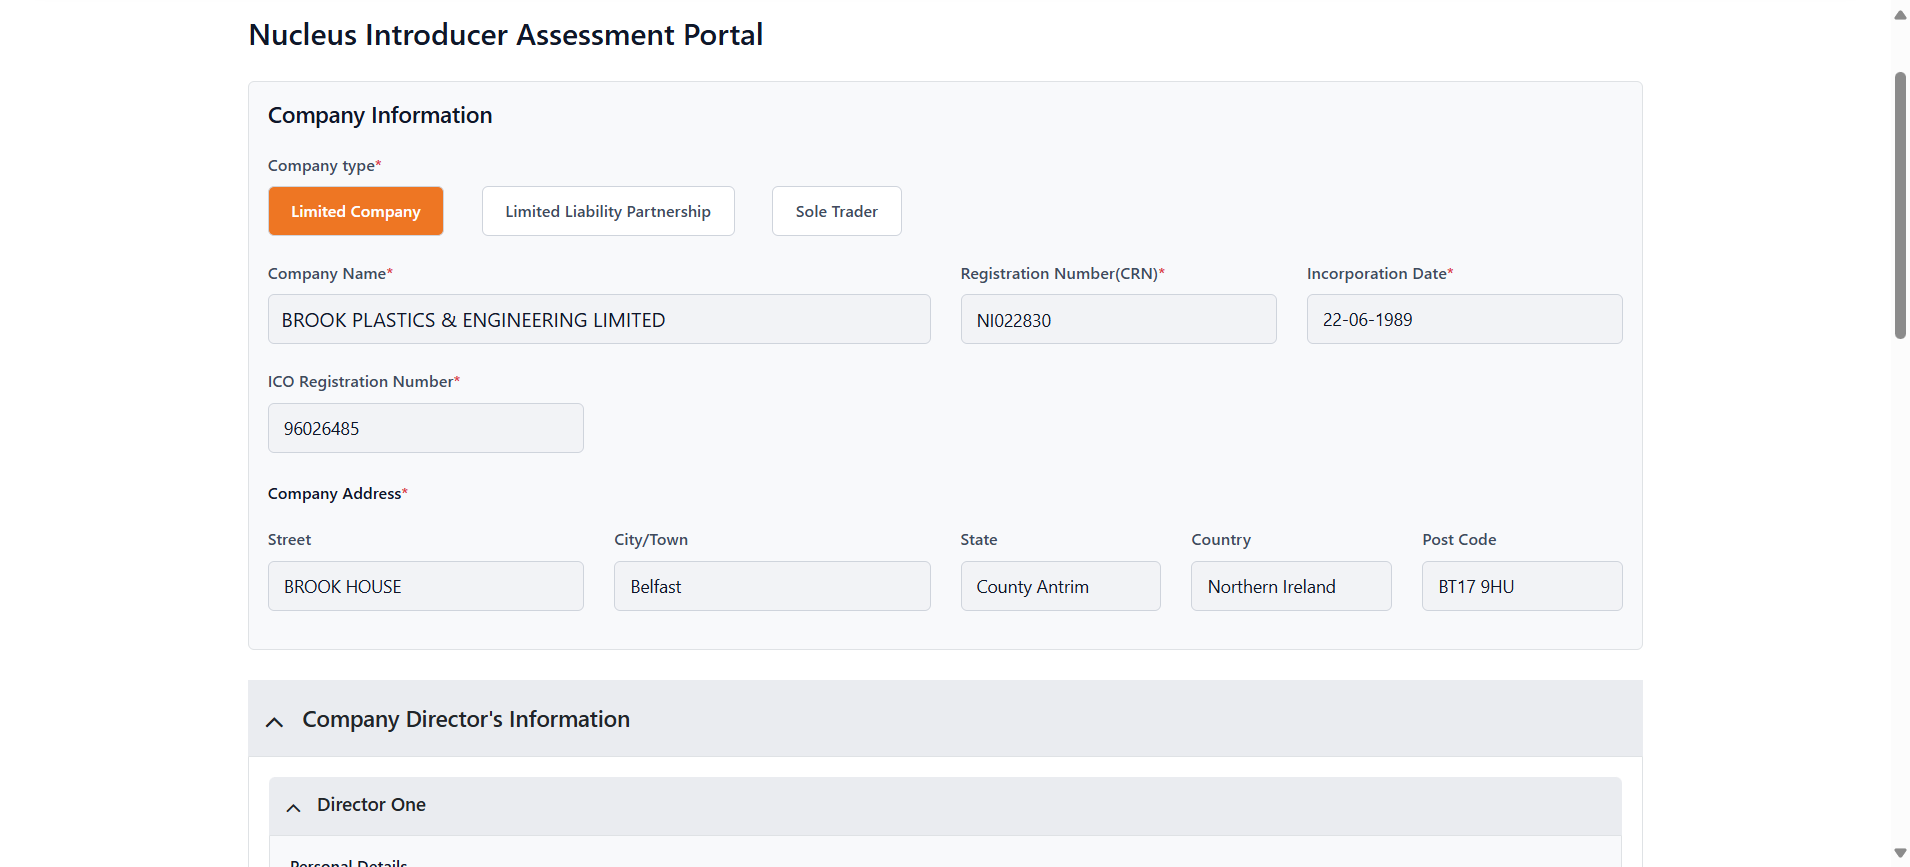 Nucleus Introducer Assessment Portal
Company Information
Company type*
Limited Company
Limited Liability Partnership
Sole Trader
Company Name*
Registration Number(CRN)*
Incorporation Date*
BROOK PLASTICS & ENGINEERING LIMITED
NI022830
22-06-1989
ICO Registration Number*
96026485
Company Address*
Street
City/Town
State
Country
Post Code
BROOK HOUSE
Belfast
County Antrim
Northern Ireland
BT17 9HU
Company Director's Information
Director One
Personal Details